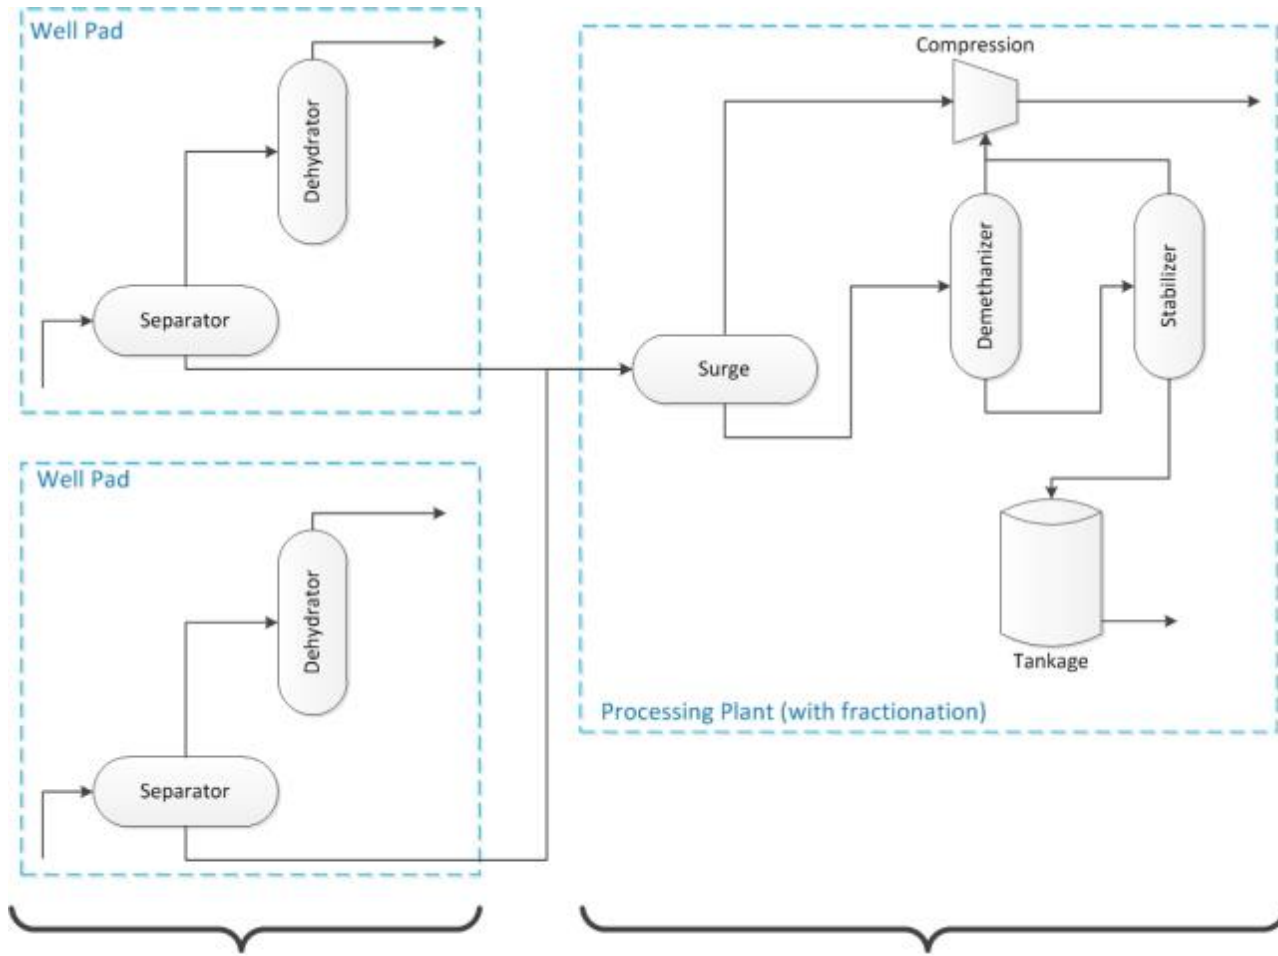 Well Pad
Dehydrator
Separator
Well Pad
Dehydrator
Separator
Compression
Demethanizer
Stabilizer
Surge
Tankage
Processing Plant (with fractionation)